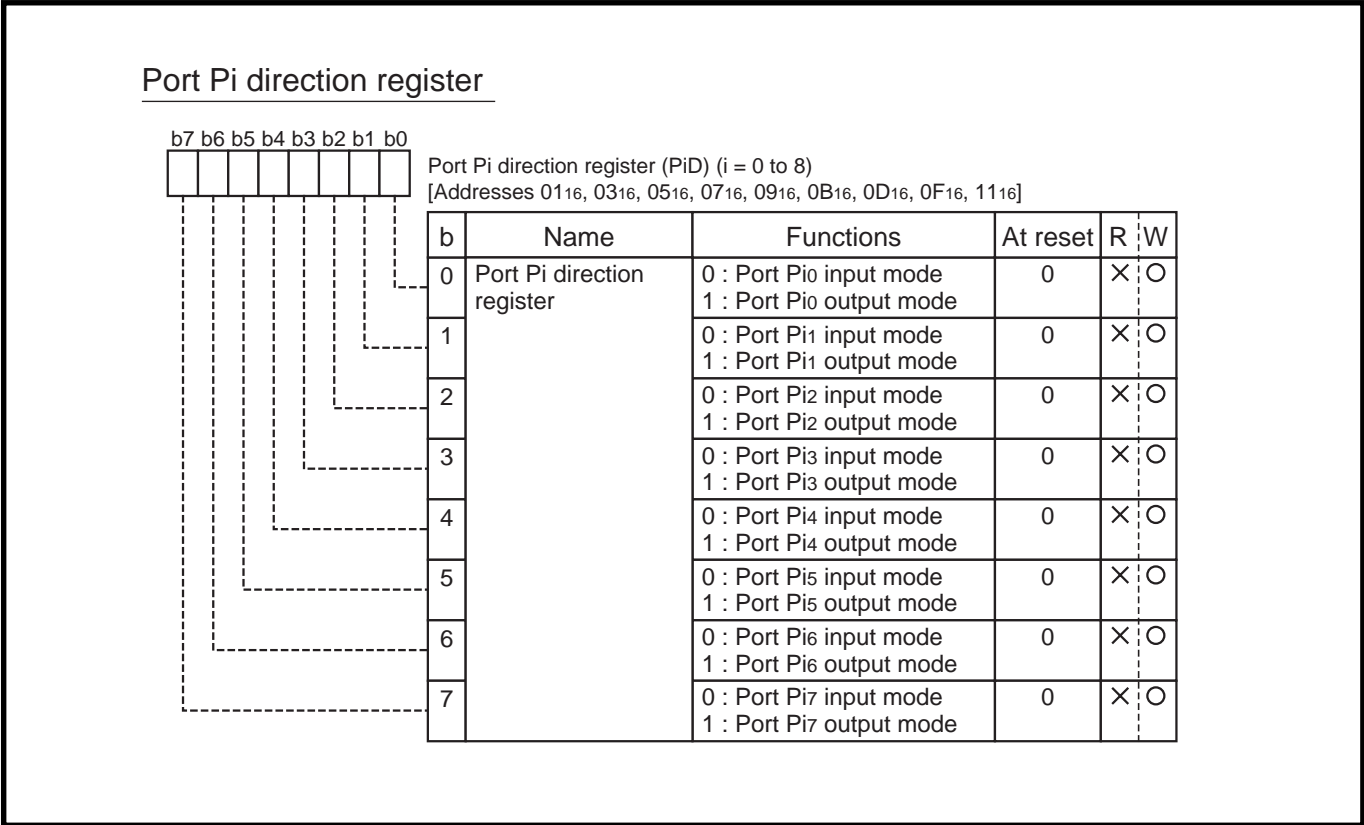 Port Pi direction register
b7 b6 b5 b4 b3 b2 b1 b0
Port Pi direction register (PiD) (i = 0 to 8)
[Addresses 0116, 0316, 0516, 0716, 0916, 0B16, 0D16, 0F16, 1116]
b Name Functions At reset R W
0 Port Pi direction register 0 : Port Pi0 input mode 0 × ○
1 : Port Pi0 output mode
1 0 : Port Pi1 input mode 0 × ○
1 : Port Pi1 output mode
2 0 : Port Pi2 input mode 0 × ○
1 : Port Pi2 output mode
3 0 : Port Pi3 input mode 0 × ○
1 : Port Pi3 output mode
4 0 : Port Pi4 input mode 0 × ○
1 : Port Pi4 output mode
5 0 : Port Pi5 input mode 0 × ○
1 : Port Pi5 output mode
6 0 : Port Pi6 input mode 0 × ○
1 : Port Pi6 output mode
7 0 : Port Pi7 input mode 0 × ○
1 : Port Pi7 output mode